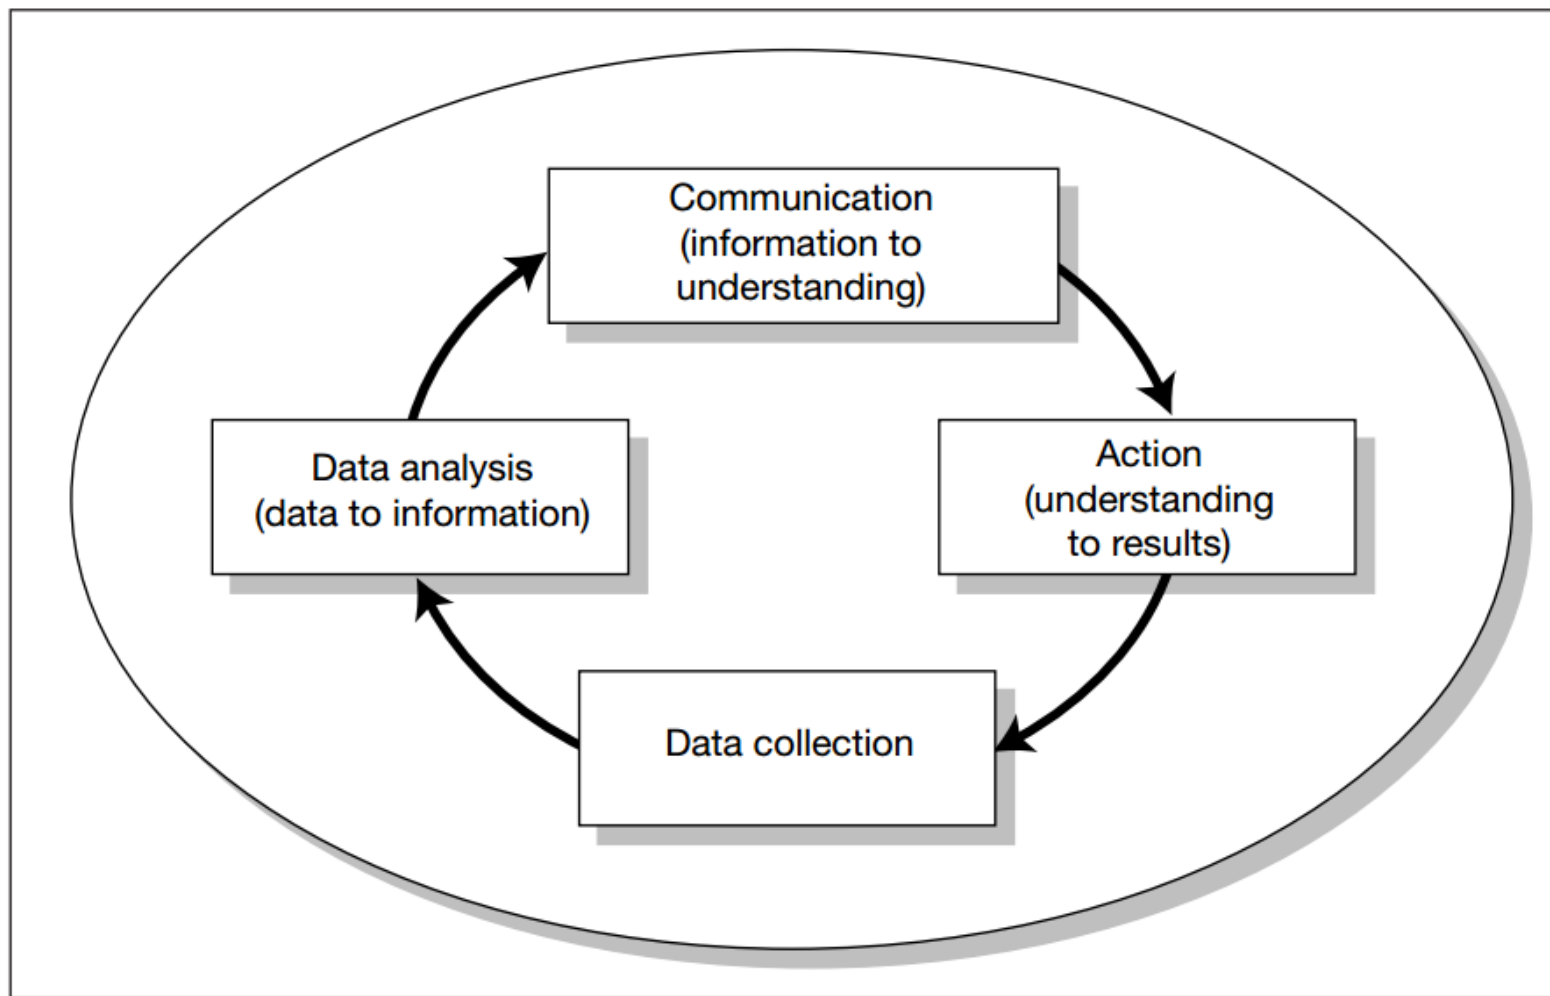 Communication
(information to
understanding)
Data analysis
(data to information)
Action
(understanding
to results)
Data collection